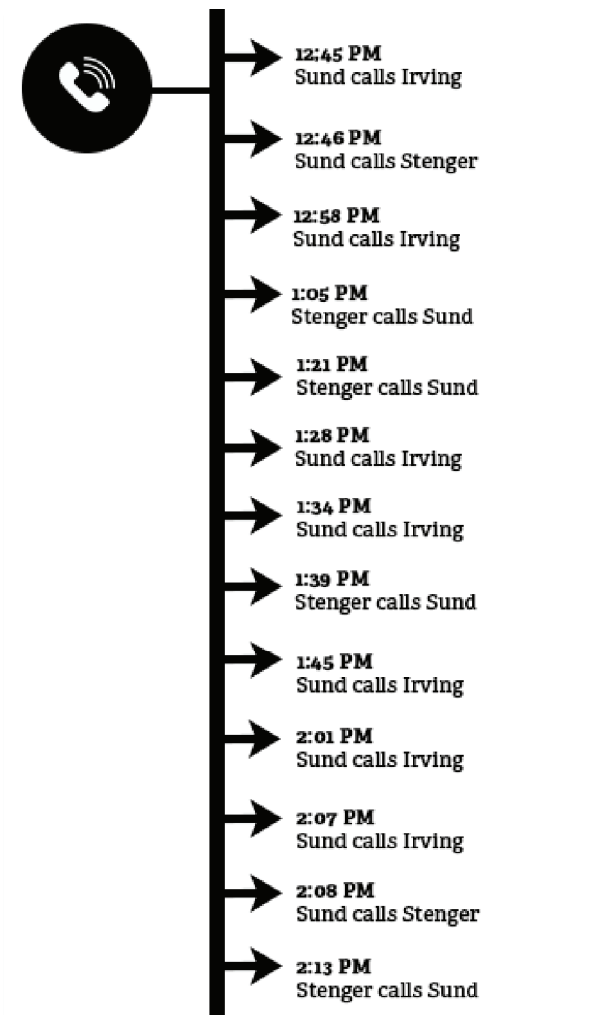 12:45 PM
Sund calls Irving
12:46 PM
Sund calls Stenger
12:58 PM
Sund calls Irving
1:05 PM
Stenger calls Sund
1:21 PM
Stenger calls Sund
1:28 PM
Sund calls Irving
1:34 PM
Sund calls Irving
1:39 PM
Stenger calls Sund
1:45 PM
Sund calls Irving
2:01 PM
Sund calls Irving
2:07 PM
Sund calls Irving
2:08 PM
Sund calls Stenger
2:13 PM
Stenger calls Sund